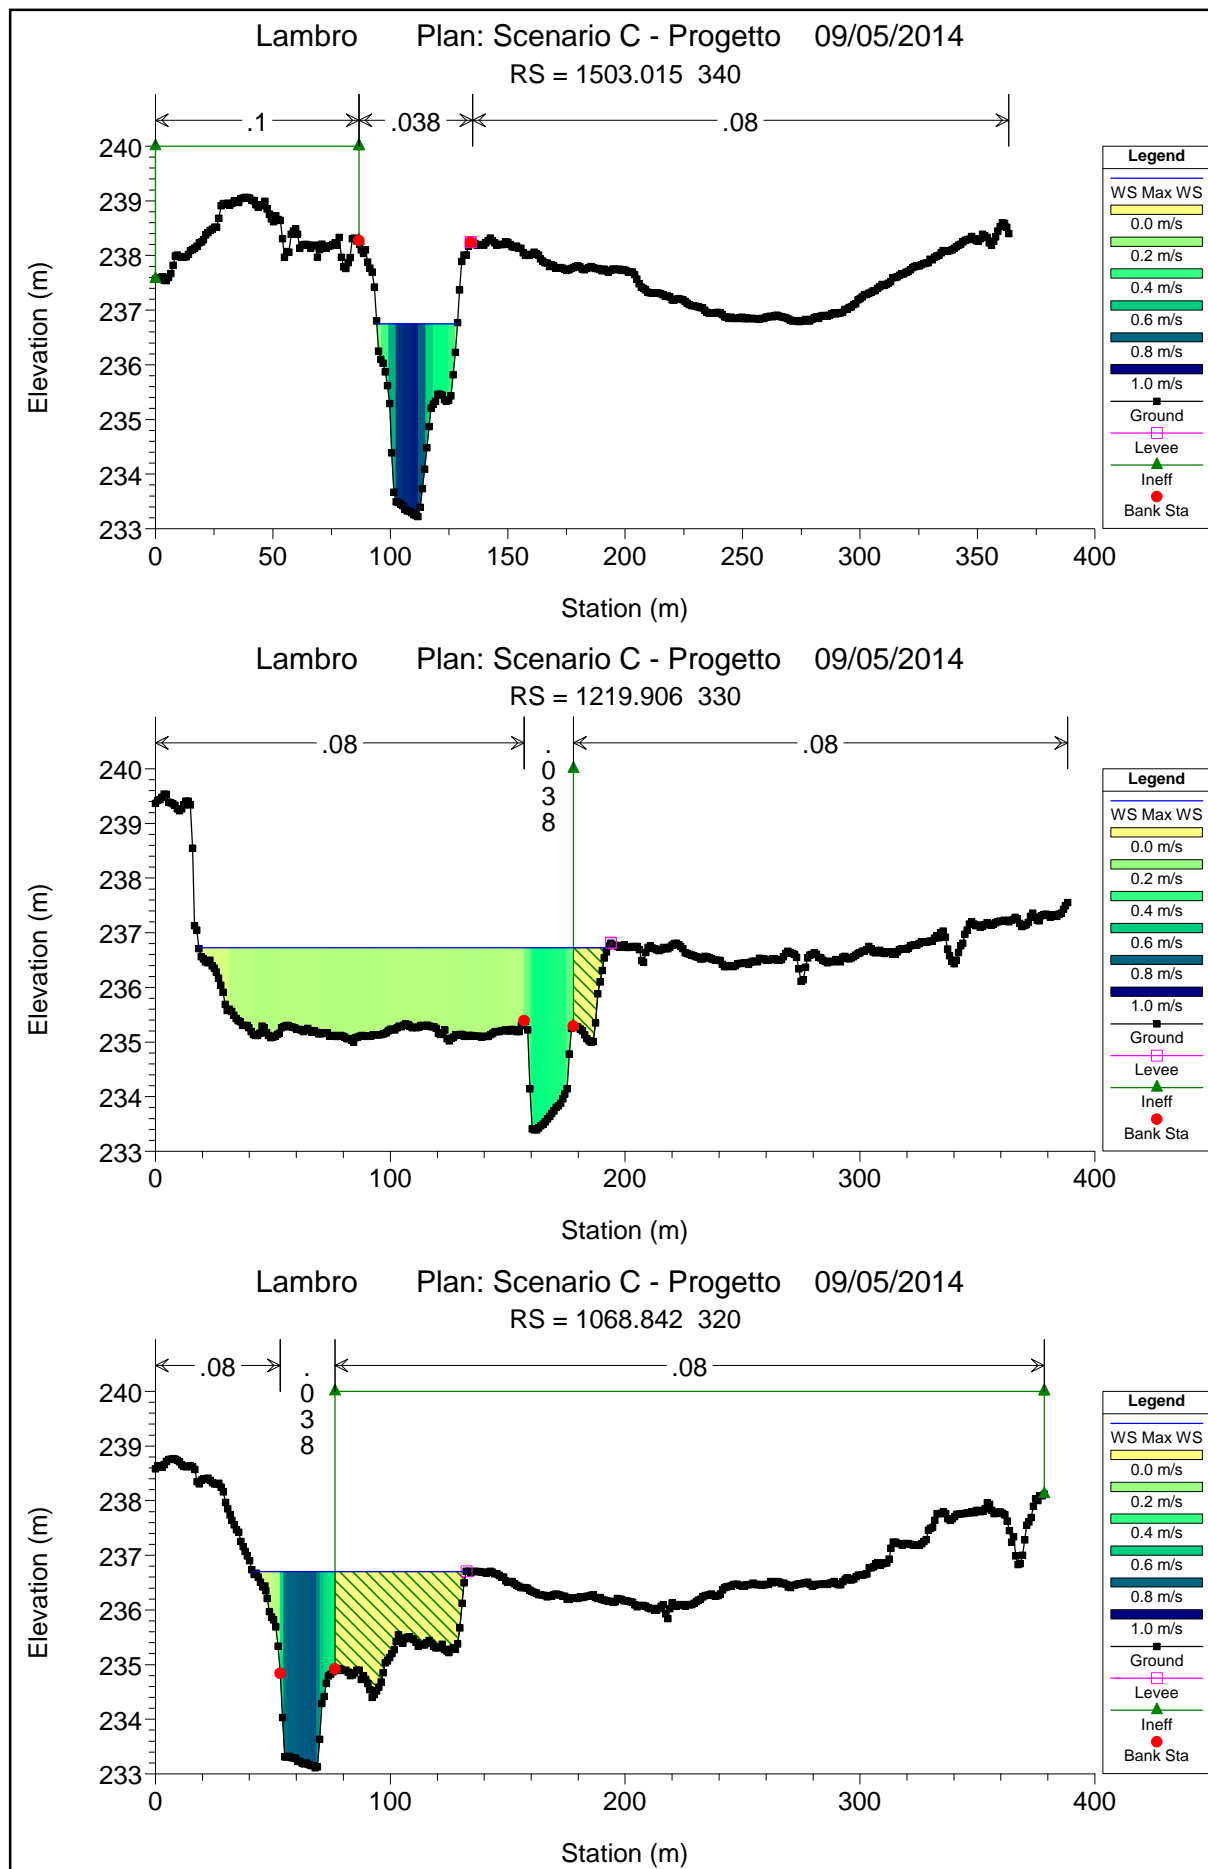 Lambro Plan: Scenario C - Progetto 09/05/2014
RS = 1503.015 340
.1 .038 .08
240
239
238
237
236
235
234
233
Elevation (m)
0 50 100 150 200 250 300 350 400
Station (m)
Legend
WS Max WS
0.0 m/s
0.2 m/s
0.4 m/s
0.6 m/s
0.8 m/s
1.0 m/s
Ground
Levee
Ineff
Bank Sta
Lambro Plan: Scenario C - Progetto 09/05/2014
RS = 1219.906 330
.08 .038 .08
240
239
238
237
236
235
234
233
Elevation (m)
0 100 200 300 400
Station (m)
Legend
WS Max WS
0.0 m/s
0.2 m/s
0.4 m/s
0.6 m/s
0.8 m/s
1.0 m/s
Ground
Levee
Ineff
Bank Sta
Lambro Plan: Scenario C - Progetto 09/05/2014
RS = 1068.842 320
.08 .038 .08
240
239
238
237
236
235
234
233
Elevation (m)
0 100 200 300 400
Station (m)
Legend
WS Max WS
0.0 m/s
0.2 m/s
0.4 m/s
0.6 m/s
0.8 m/s
1.0 m/s
Ground
Levee
Ineff
Bank Sta